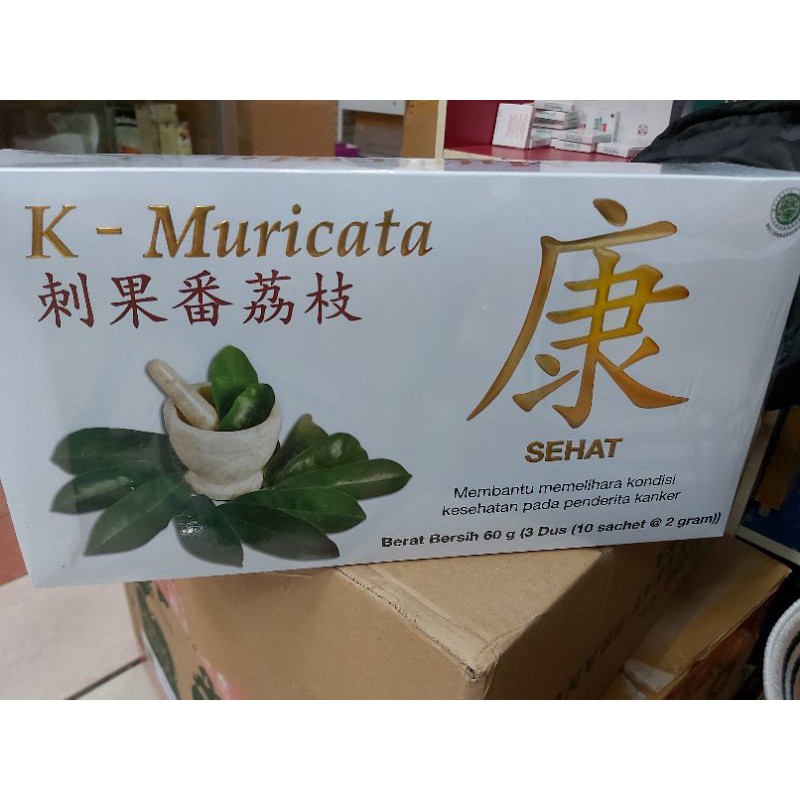 K - Muricata
刺果番荔枝
康
SEHAT
Membantu memelihara kondisi
kesehatan pada penderita kanker
Berat Bersih 60 g (3 Dus (10 sachet @ 2 gram))